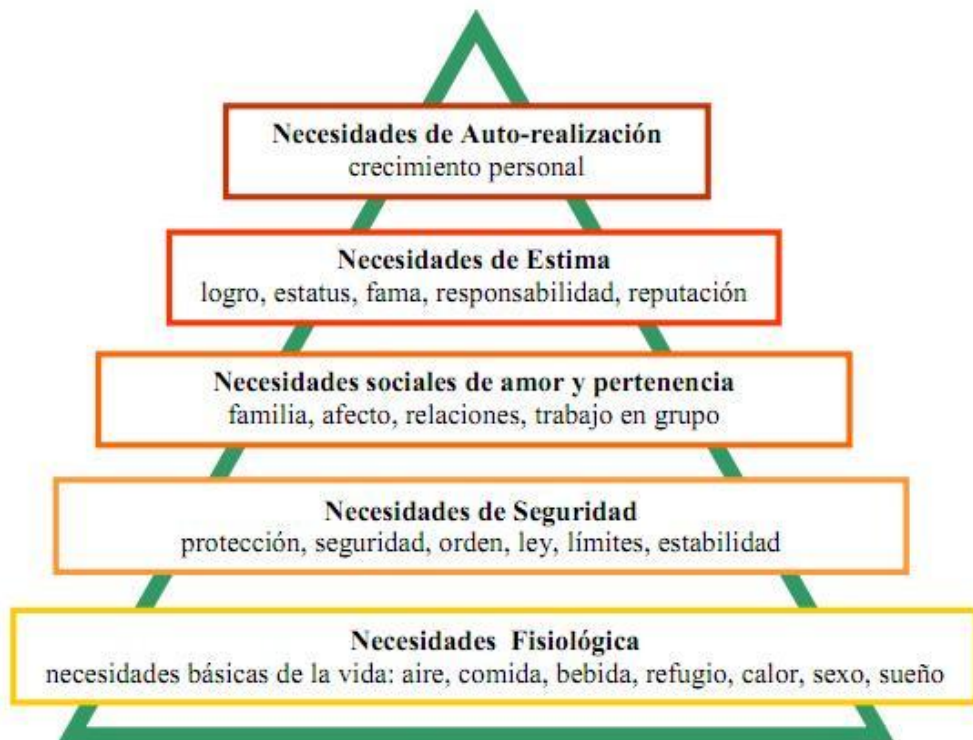 Necesidades de Auto-realización
crecimiento personal
Necesidades de Estima
logro, estatus, fama, responsabilidad, reputación
Necesidades sociales de amor y pertenencia
familia, afecto, relaciones, trabajo en grupo
Necesidades de Seguridad
protección, seguridad, orden, ley, límites, estabilidad
Necesidades Fisiológica
necesidades básicas de la vida: aire, comida, bebida, refugio, calor, sexo, sueño